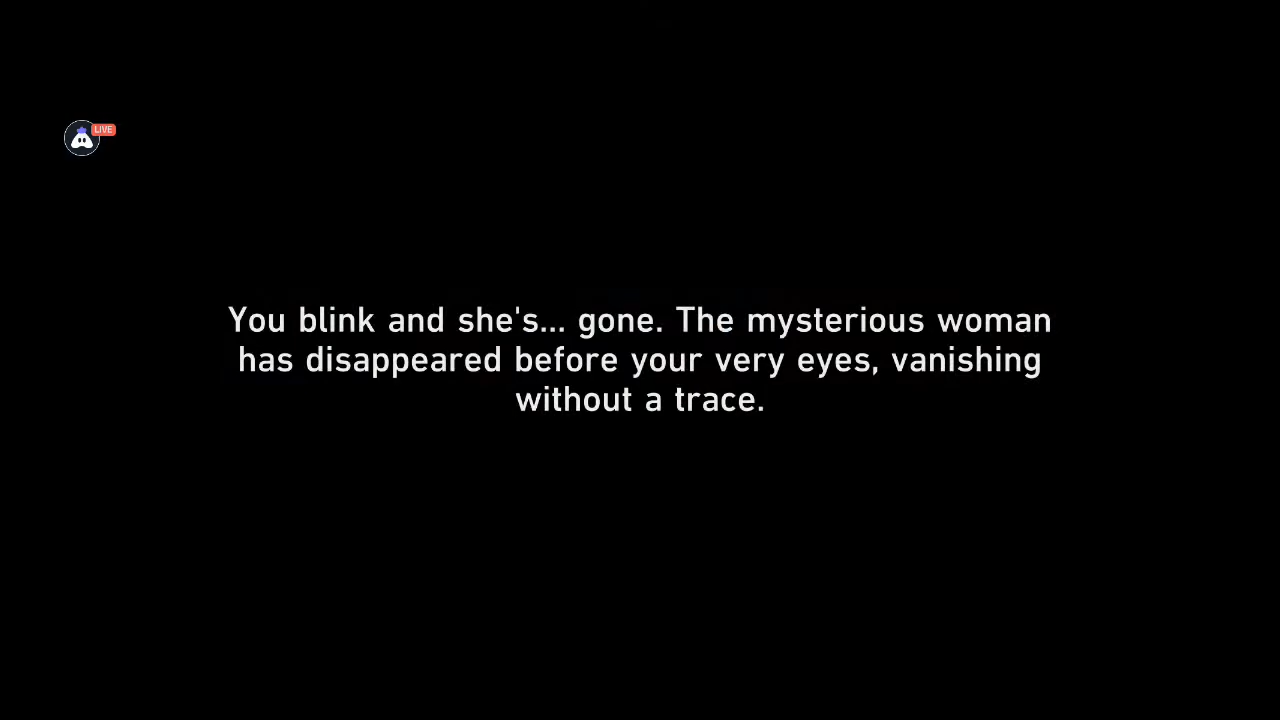 LIVE
You blink and she's... gone. The mysterious woman
has disappeared before your very eyes, vanishing
without a trace.